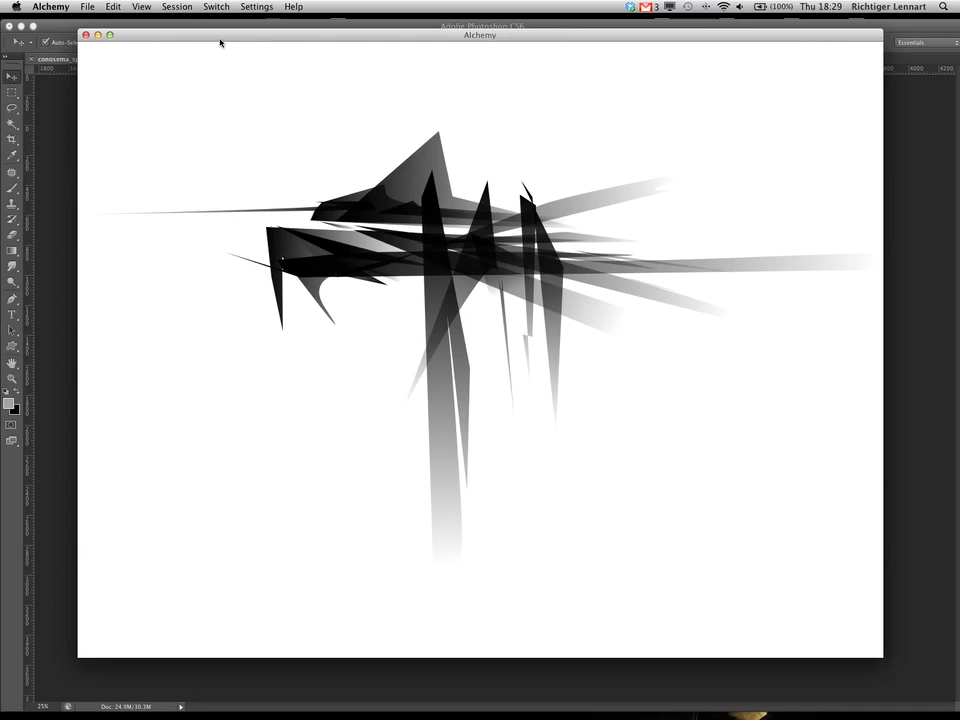 Alchemy File Edit View Session Switch Settings Help 3 (100%) Thu 18:29 Richtiger Lennart
Adobe Photoshop CS6
Alchemy
Essentials
1800 4000 4200
25% Doc: 24.9M/30.3M